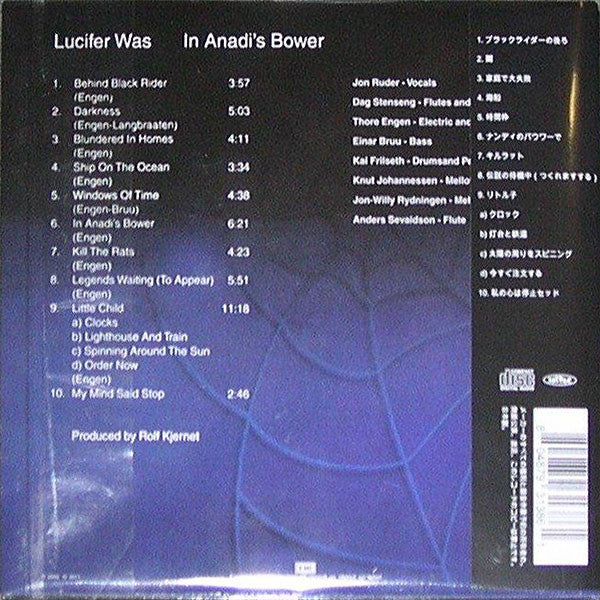 Lucifer Was In Anadi's Bower
1. Behind Black Rider 3:57
(Engen)
2. Darkness 5:03
(Engen-Langbraaten)
3 Blundered In Homes 4:11
(Engen)
4. Ship On The Ocean 3:34
(Engen)
5. Windows Of Time 4:38
(Engen-Bruu)
6. In Anadi's Bower 6:21
(Engen)
7. Kill The Rats 4:23
(Engen)
8. Legends Waiting (To Appear) 5:51
(Engen)
9. Little Child 11:18
a) Clocks
b) Lighthouse And Train
c) Spinning Around The Sun
d) Order Now
(Engen)
10. My Mind Said Stop 2:46
Produced by Rolf Kjernet
Jon Ruder - Vocals
Dag Stenseng - Flutes and
Thore Engen - Electric and
Einar Bruu - Bass
Kai Frilseth - Drumsand Pe
Knut Johannessen - Mello
Jon-Willy Rydningen - Mel
Anders Sevaldson - Flute
1. ブラックライダーの後ろ
2. 闇
3. 家庭で大失敗
4. 海船
5. 時間枠
6. ナンディのバワワーで
7. キルラット
8. 伝説の待機中 ( つくれますする )
9. リトル子
a) クロック
b) 灯台と鉄道
c) 太陽の周りをスピニング
d) 今すぐ注文する
10. 私の心は停止セッド
disc
EMI